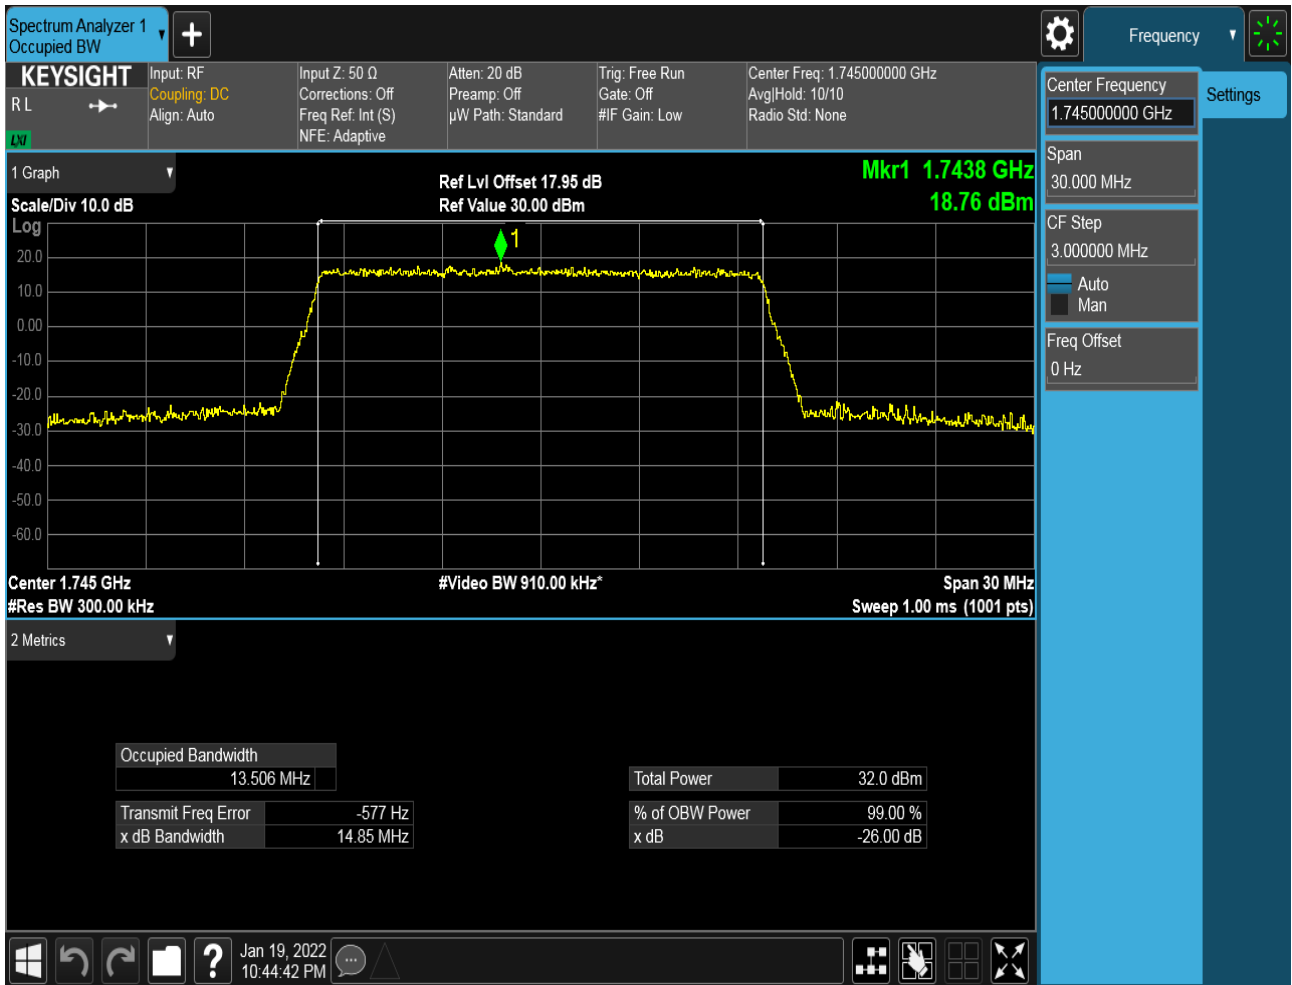 Spectrum Analyzer 1
Occupied BW
Frequency
KEYSIGHT
R L
LXI
Input: RF
Coupling: DC
Align: Auto
Input Z: 50 Ω
Corrections: Off
Freq Ref: Int (S)
NFE: Adaptive
Atten: 20 dB
Preamp: Off
µW Path: Standard
Trig: Free Run
Gate: Off
#IF Gain: Low
Center Freq: 1.745000000 GHz
Avg|Hold: 10/10
Radio Std: None
Center Frequency
1.745000000 GHz
Settings
Span
30.000 MHz
CF Step
3.000000 MHz
Auto
Man
Freq Offset
0 Hz
1 Graph
Scale/Div 10.0 dB
Ref Lvl Offset 17.95 dB
Ref Value 30.00 dBm
Mkr1 1.7438 GHz
18.76 dBm
Log
1
20.0
10.0
0.00
-10.0
-20.0
-30.0
-40.0
-50.0
-60.0
Center 1.745 GHz
#Video BW 910.00 kHz*
Span 30 MHz
#Res BW 300.00 kHz
Sweep 1.00 ms (1001 pts)
2 Metrics
Occupied Bandwidth
13.506 MHz
Total Power 32.0 dBm
Transmit Freq Error -577 Hz
% of OBW Power 99.00 %
x dB Bandwidth 14.85 MHz
x dB -26.00 dB
?
Jan 19, 2022
10:44:42 PM